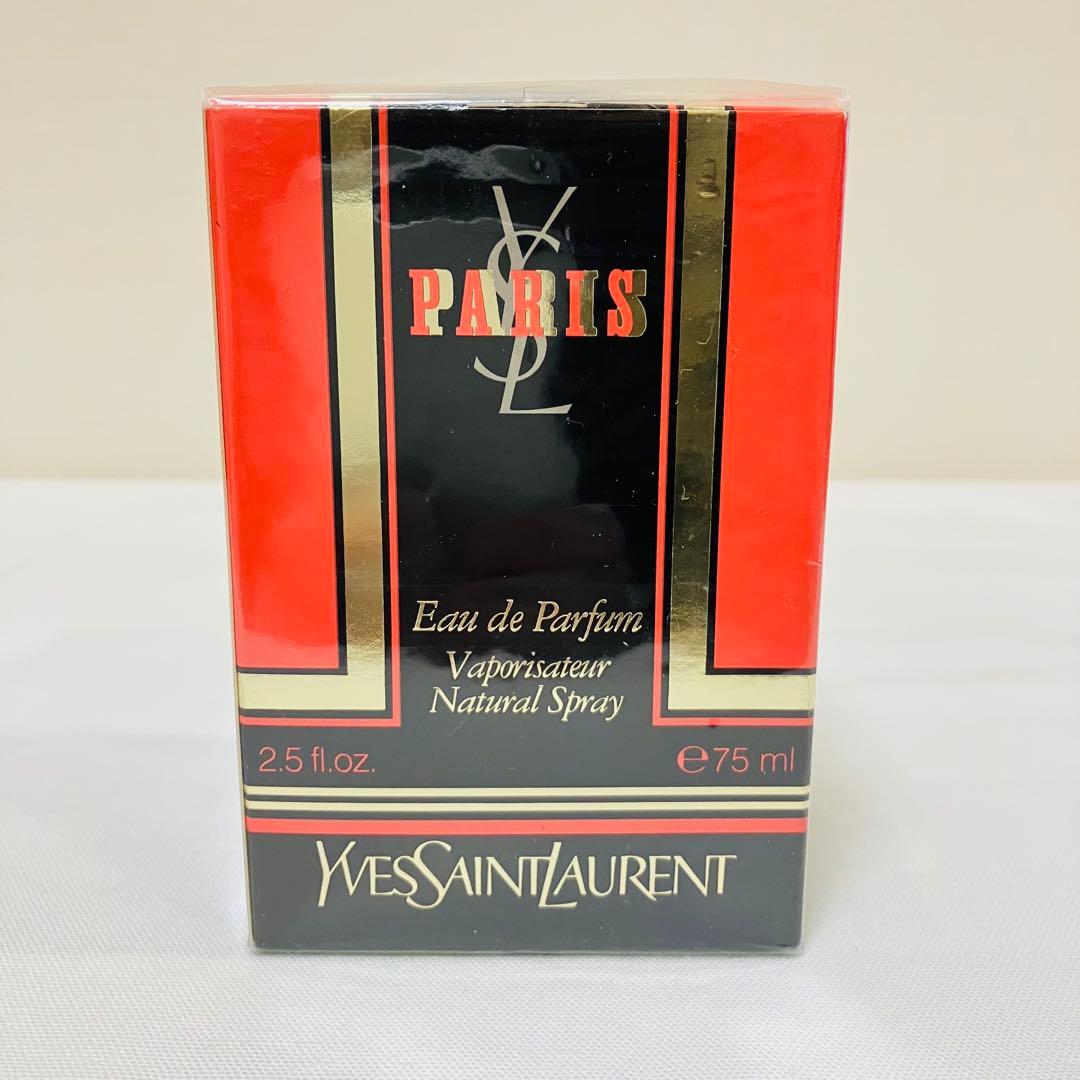 YSL
PARIS
Eau de Parfum
Vaporisateur
Natural Spray
2.5 fl.oz. ℮75 ml
YVESSAINTLAURENT